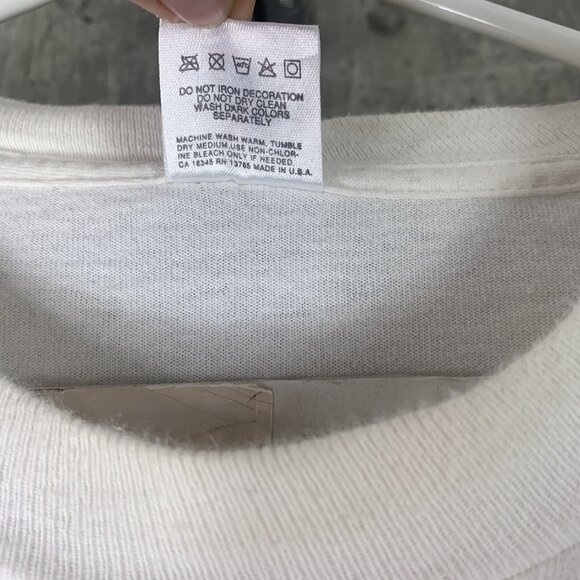 DO NOT IRON DECORATION
DO NOT DRY CLEAN
WASH DARK COLORS
SEPARATELY
MACHINE WASH WARM, TUMBLE
DRY MEDIUM, USE NON-CHLOR-
INE BLEACH ONLY IF NEEDED.
CA 16345 RN 13765 MADE IN U.S.A.